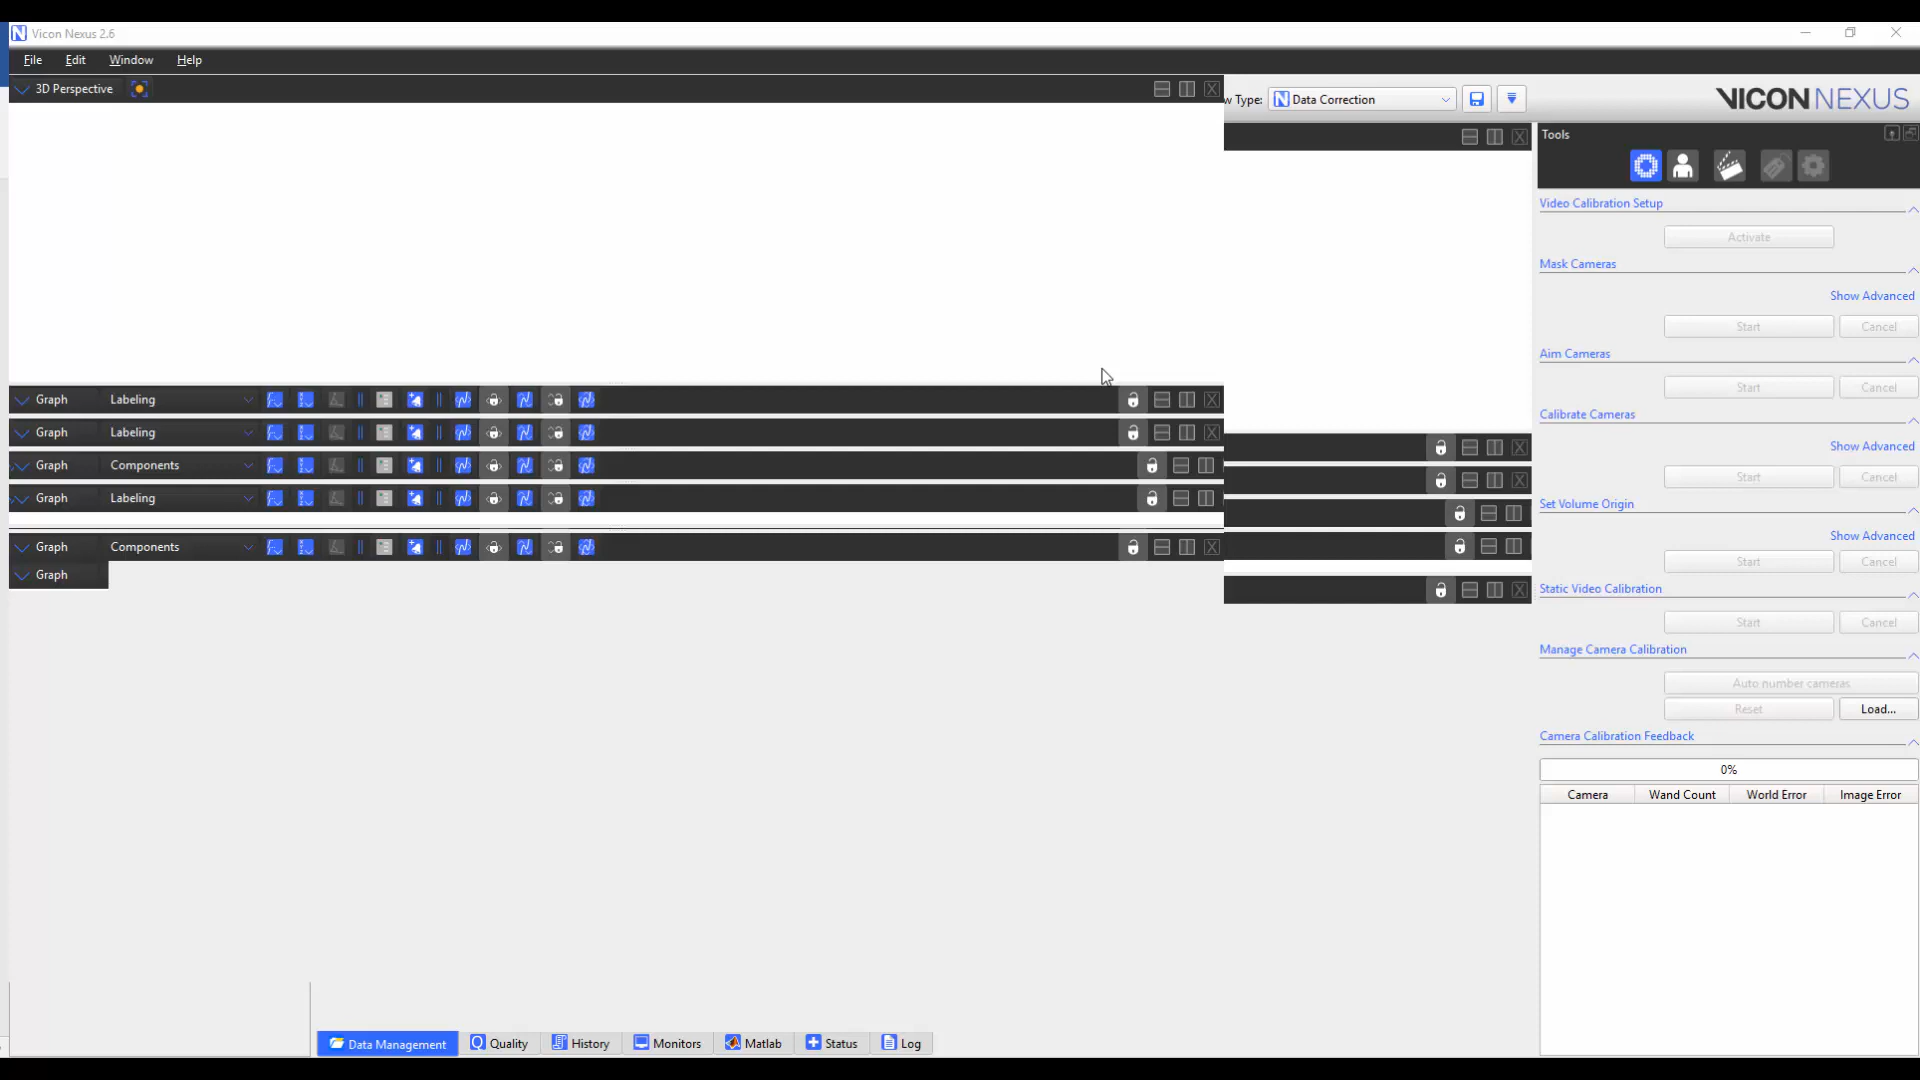 Vicon Nexus 2.6
File Edit Window Help
3D Perspective
w Type: Data Correction
VICON NEXUS
Tools
Video Calibration Setup
Activate
Mask Cameras
Show Advanced
Start Cancel
Aim Cameras
Start Cancel
Calibrate Cameras
Show Advanced
Start Cancel
Set Volume Origin
Show Advanced
Start Cancel
Static Video Calibration
Start Cancel
Manage Camera Calibration
Auto number cameras
Reset Load...
Camera Calibration Feedback
0%
Camera Wand Count World Error Image Error
Graph Labeling
Graph Labeling
Graph Components
Graph Labeling
Graph Components
Graph
Data Management Quality History Monitors Matlab Status Log